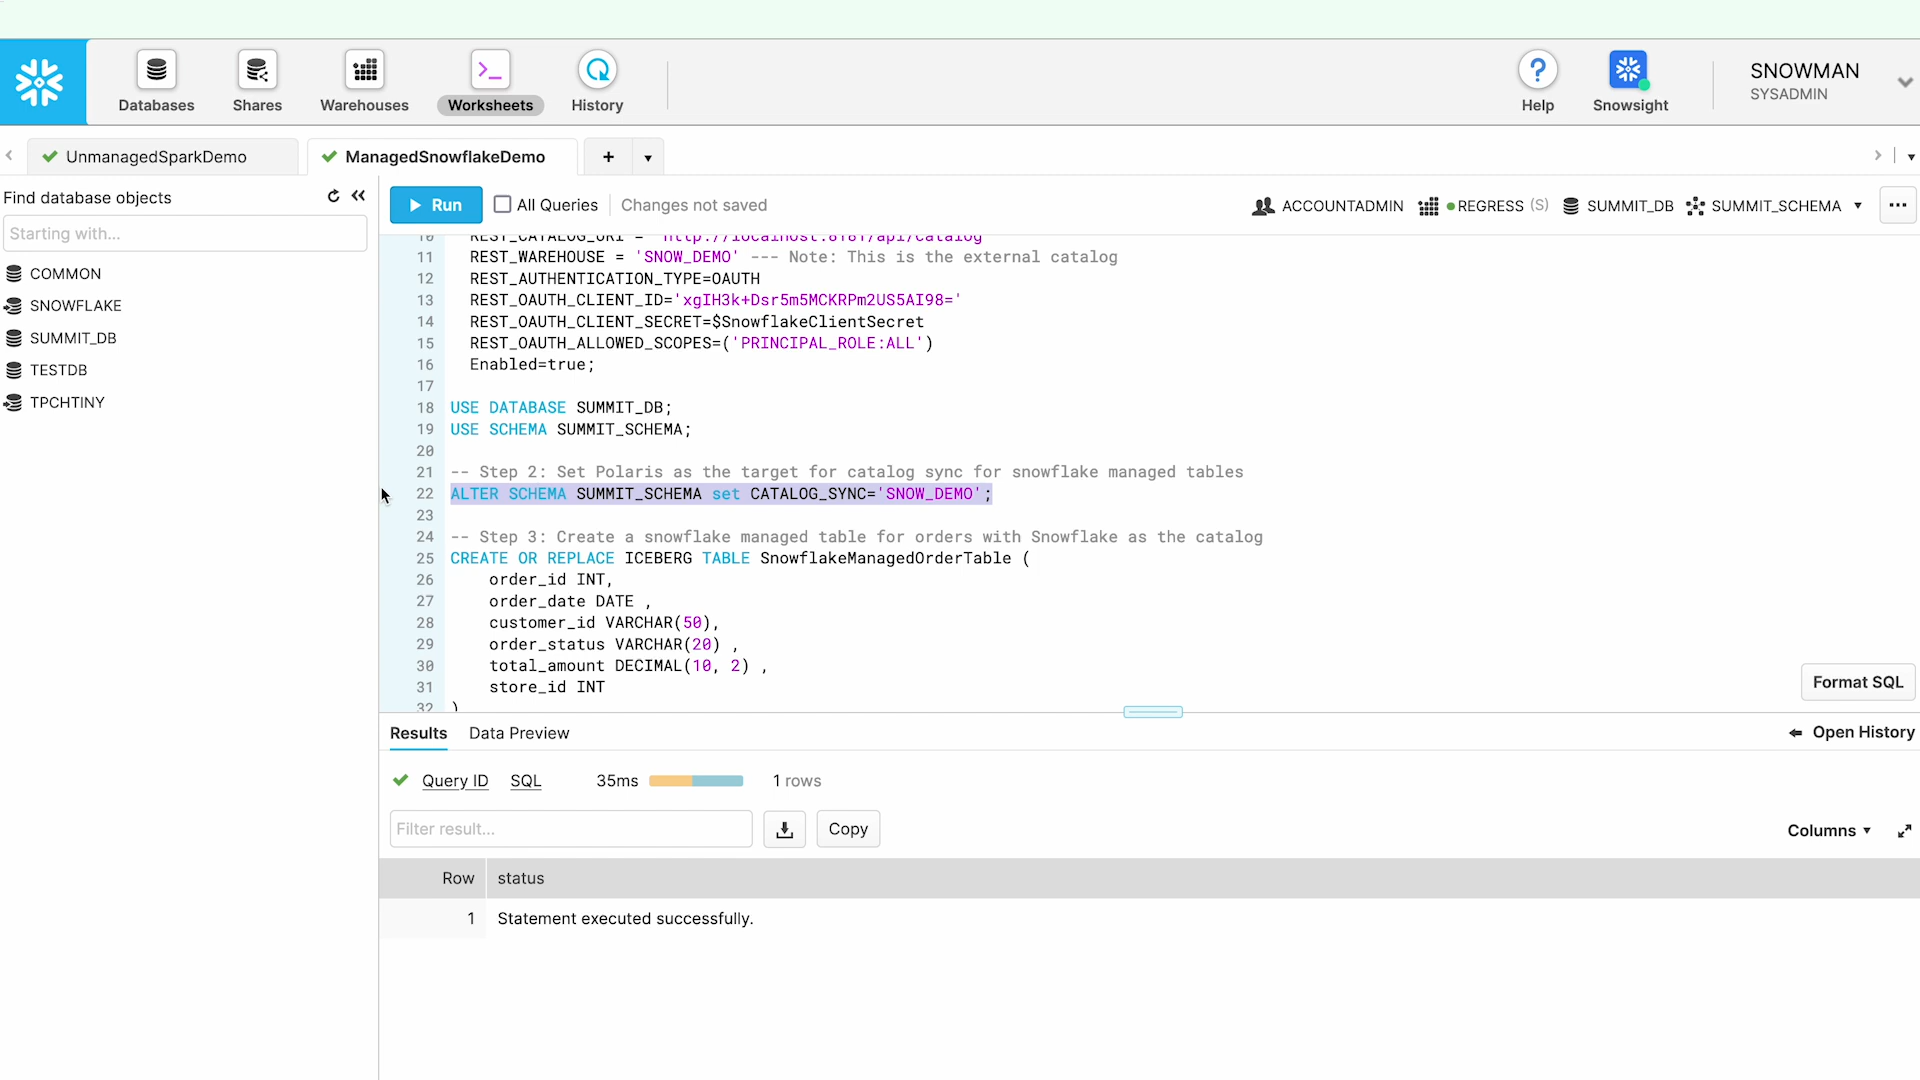 Databases
Shares
Warehouses
Worksheets
History
Help
Snowsight
SNOWMAN
SYSADMIN
UnmanagedSparkDemo
ManagedSnowflakeDemo
Find database objects
Starting with...
COMMON
SNOWFLAKE
SUMMIT_DB
TESTDB
TPCHTINY
Run
All Queries
Changes not saved
ACCOUNTADMIN
REGRESS (S)
SUMMIT_DB
SUMMIT_SCHEMA
10 REST_CATALOG_URI = 'http://localhost:8181/api/catalog
11 REST_WAREHOUSE = 'SNOW_DEMO' --- Note: This is the external catalog
12 REST_AUTHENTICATION_TYPE=OAUTH
13 REST_OAUTH_CLIENT_ID='xgIH3k+Dsr5m5MCKRPm2US5AI98='
14 REST_OAUTH_CLIENT_SECRET=$SnowflakeClientSecret
15 REST_OAUTH_ALLOWED_SCOPES=('PRINCIPAL_ROLE:ALL')
16 Enabled=true;
17
18 USE DATABASE SUMMIT_DB;
19 USE SCHEMA SUMMIT_SCHEMA;
20
21 -- Step 2: Set Polaris as the target for catalog sync for snowflake managed tables
22 ALTER SCHEMA SUMMIT_SCHEMA set CATALOG_SYNC='SNOW_DEMO';
23
24 -- Step 3: Create a snowflake managed table for orders with Snowflake as the catalog
25 CREATE OR REPLACE ICEBERG TABLE SnowflakeManagedOrderTable (
26 order_id INT,
27 order_date DATE ,
28 customer_id VARCHAR(50),
29 order_status VARCHAR(20) ,
30 total_amount DECIMAL(10, 2) ,
31 store_id INT
32 )
Format SQL
Results
Data Preview
Open History
Query ID
SQL
35ms
1 rows
Filter result...
Copy
Columns
Row status
1 Statement executed successfully.